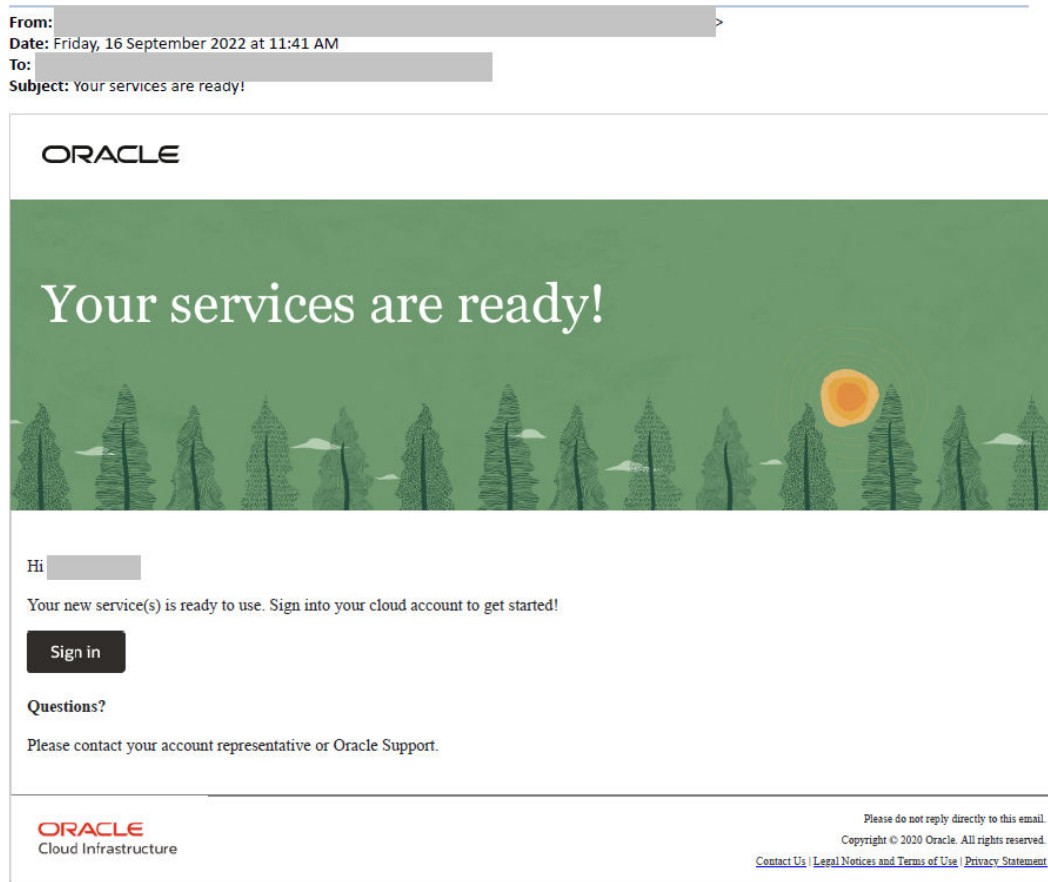 From: >
Date: Friday, 16 September 2022 at 11:41 AM
To:
Subject: Your services are ready!
ORACLE
Your services are ready!
Hi
Your new service(s) is ready to use. Sign into your cloud account to get started!
Sign in
Questions?
Please contact your account representative or Oracle Support.
ORACLE
Cloud Infrastructure
Please do not reply directly to this email.
Copyright © 2020 Oracle. All rights reserved.
Contact Us | Legal Notices and Terms of Use | Privacy Statement